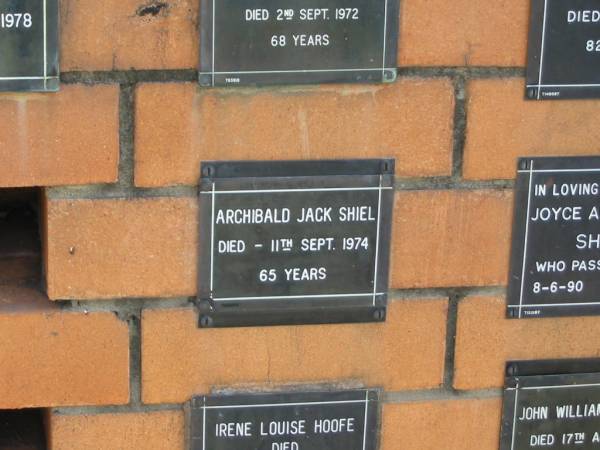 1978
DIED 2ND SEPT. 1972
68 YEARS
DIED
82
ARCHIBALD JACK SHIEL
DIED - 11TH SEPT. 1974
65 YEARS
IN LOVING
JOYCE A
SH
WHO PASS
8-6-90
IRENE LOUISE HOOFE
DIED
JOHN WILLIAM
DIED 17TH A